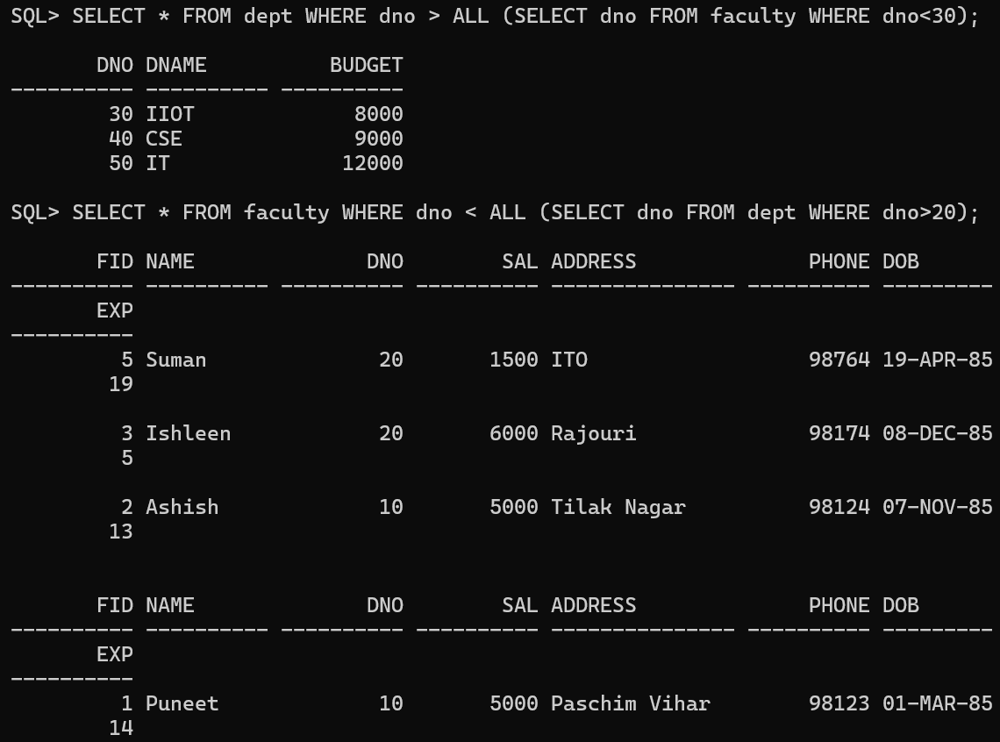 SQL> SELECT * FROM dept WHERE dno > ALL (SELECT dno FROM faculty WHERE dno<30);
       DNO DNAME          BUDGET
---------- ---------- ----------
        30 IIOT             8000
        40 CSE              9000
        50 IT              12000
SQL> SELECT * FROM faculty WHERE dno < ALL (SELECT dno FROM dept WHERE dno>20);
       FID NAME              DNO        SAL ADDRESS              PHONE DOB
---------- ---------- ---------- ---------- --------------- ---------- ---------
       EXP
----------
         5 Suman              20       1500 ITO                  98764 19-APR-85
        19
         3 Ishleen            20       6000 Rajouri              98174 08-DEC-85
         5
         2 Ashish             10       5000 Tilak Nagar          98124 07-NOV-85
        13
       FID NAME              DNO        SAL ADDRESS              PHONE DOB
---------- ---------- ---------- ---------- --------------- ---------- ---------
       EXP
----------
         1 Puneet             10       5000 Paschim Vihar        98123 01-MAR-85
        14